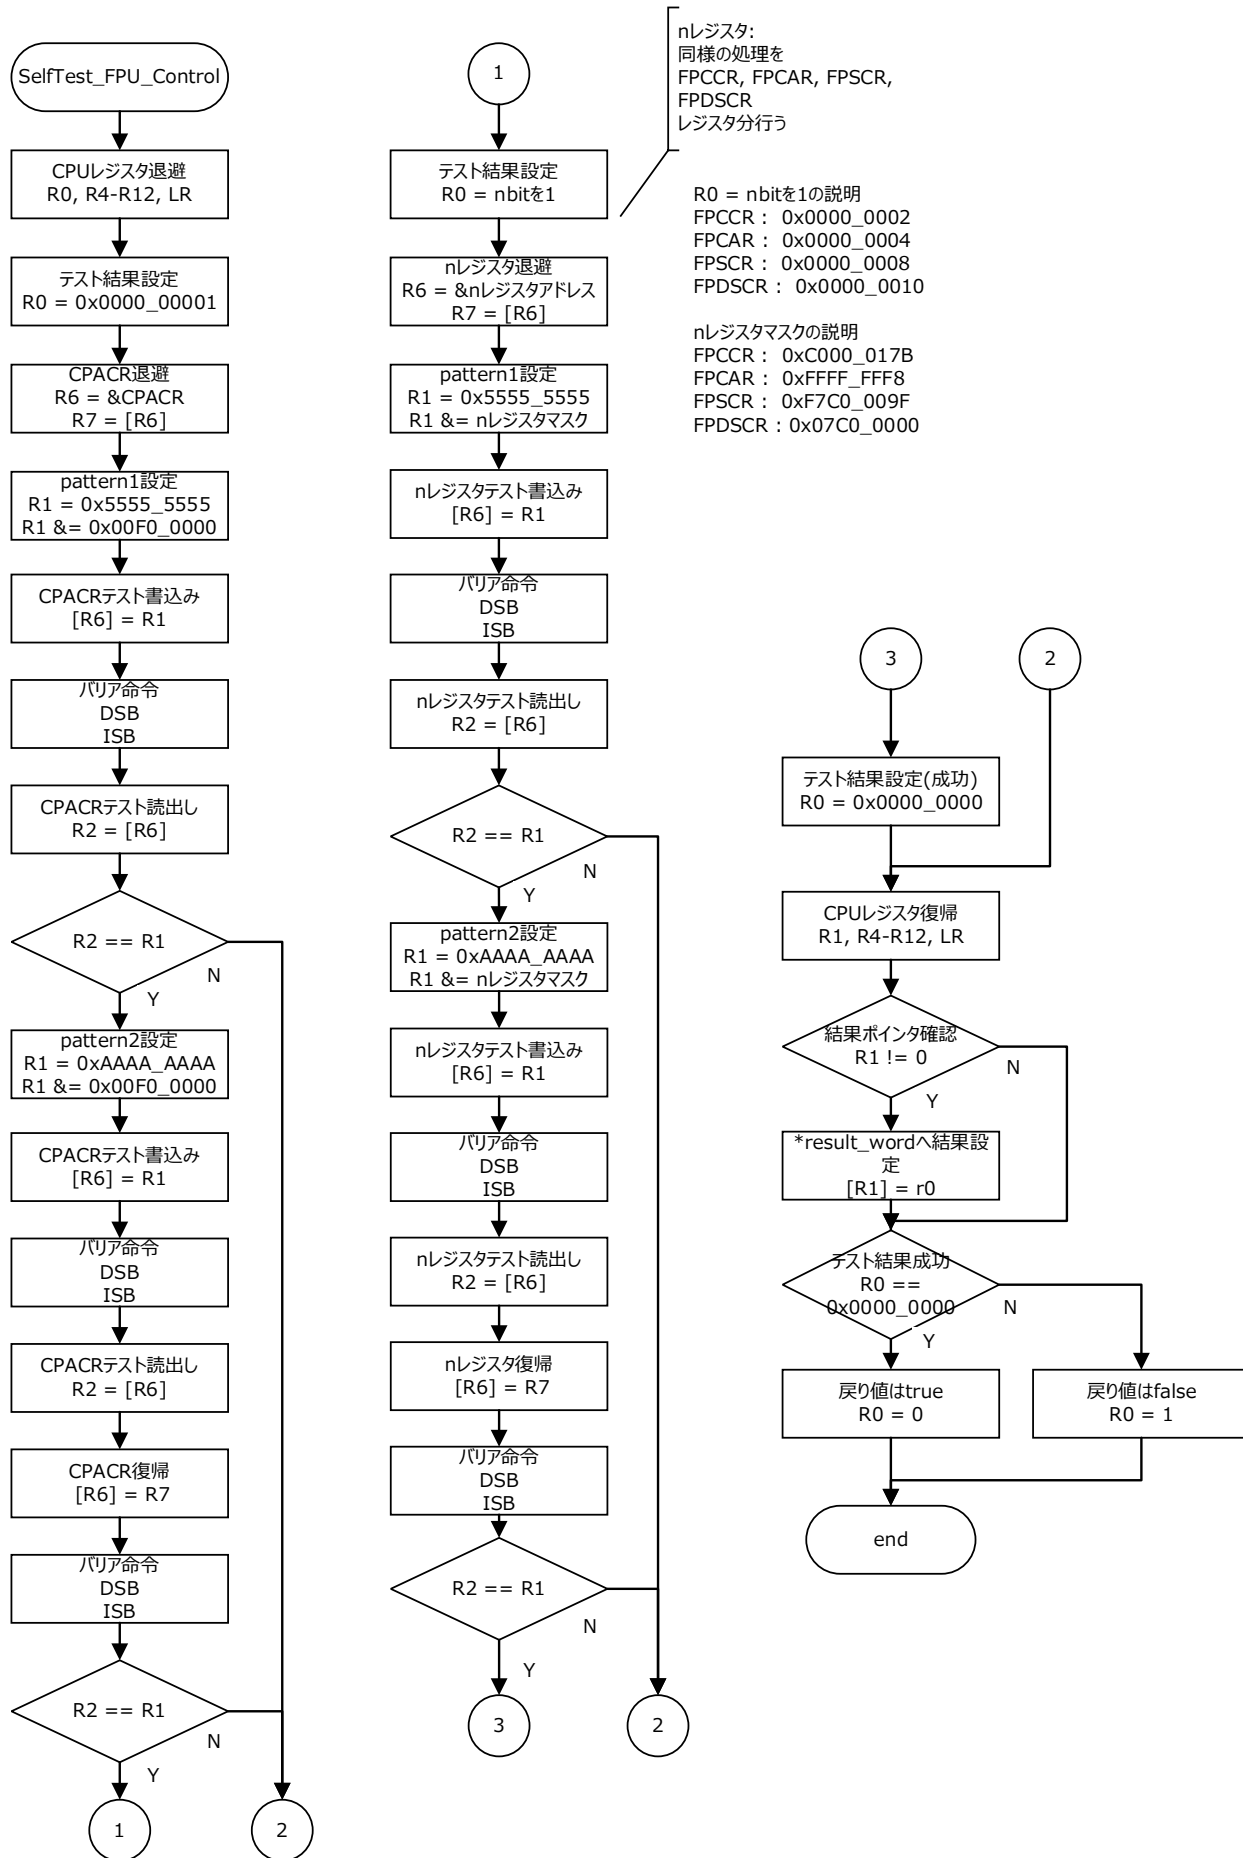 SelfTest_FPU_Control
CPUレジスタ退避
R0, R4-R12, LR
テスト結果設定
R0 = 0x0000_00001
CPACR退避
R6 = &CPACR
R7 = [R6]
pattern1設定
R1 = 0x5555_5555
R1 &= 0x00F0_0000
CPACRテスト書込み
[R6] = R1
バリア命令
DSB
ISB
CPACRテスト読出し
R2 = [R6]
R2 == R1
N
Y
pattern2設定
R1 = 0xAAAA_AAAA
R1 &= 0x00F0_0000
CPACRテスト書込み
[R6] = R1
バリア命令
DSB
ISB
CPACRテスト読出し
R2 = [R6]
CPACR復帰
[R6] = R7
バリア命令
DSB
ISB
R2 == R1
N
Y
1
2
1
テスト結果設定
R0 = nbitを1
nレジスタ退避
R6 = &nレジスタアドレス
R7 = [R6]
pattern1設定
R1 = 0x5555_5555
R1 &= nレジスタマスク
nレジスタテスト書込み
[R6] = R1
バリア命令
DSB
ISB
nレジスタテスト読出し
R2 = [R6]
R2 == R1
N
Y
pattern2設定
R1 = 0xAAAA_AAAA
R1 &= nレジスタマスク
nレジスタテスト書込み
[R6] = R1
バリア命令
DSB
ISB
nレジスタテスト読出し
R2 = [R6]
nレジスタ復帰
[R6] = R7
バリア命令
DSB
ISB
R2 == R1
N
Y
3
2
nレジスタ:
同様の処理を
FPCCR, FPCAR, FPSCR,
FPDSCR
レジスタ分行う
R0 = nbitを1の説明
FPCCR : 0x0000_0002
FPCAR : 0x0000_0004
FPSCR : 0x0000_0008
FPDSCR : 0x0000_0010
nレジスタマスクの説明
FPCCR : 0xC000_017B
FPCAR : 0xFFFF_FFF8
FPSCR : 0xF7C0_009F
FPDSCR : 0x07C0_0000
3
2
テスト結果設定(成功)
R0 = 0x0000_0000
CPUレジスタ復帰
R1, R4-R12, LR
結果ポインタ確認
R1 != 0
N
Y
*result_wordへ結果設
定
[R1] = r0
テスト結果成功
R0 ==
0x0000_0000
N
Y
戻り値はtrue
R0 = 0
戻り値はfalse
R0 = 1
end